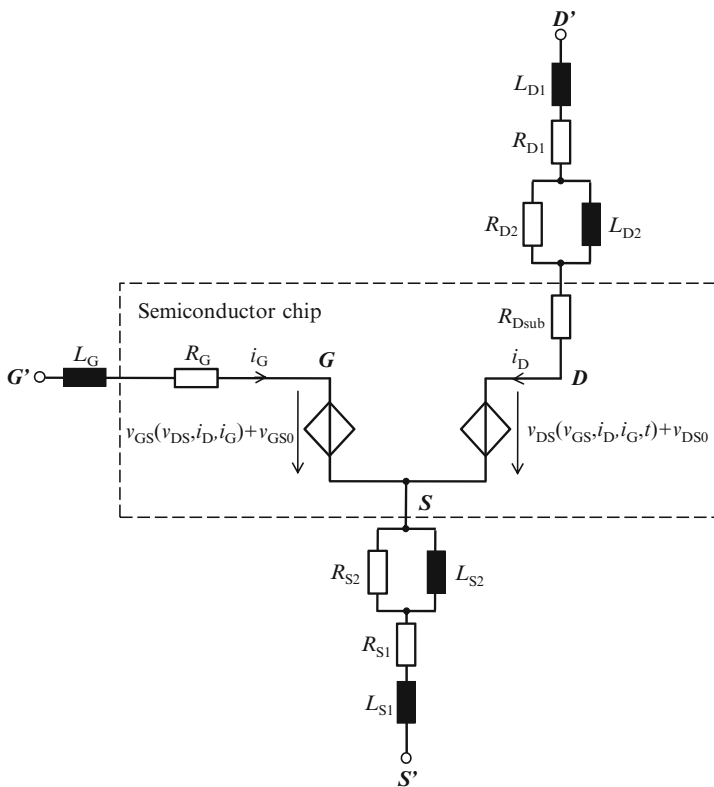 D'
L_D1
R_D1
R_D2
L_D2
Semiconductor chip
R_Dsub
L_G
R_G
i_G
G
i_D
D
G'
v_GS(v_DS,i_D,i_G)+v_GS0
v_DS(v_GS,i_D,i_G,t)+v_DS0
S
R_S2
L_S2
R_S1
L_S1
S'